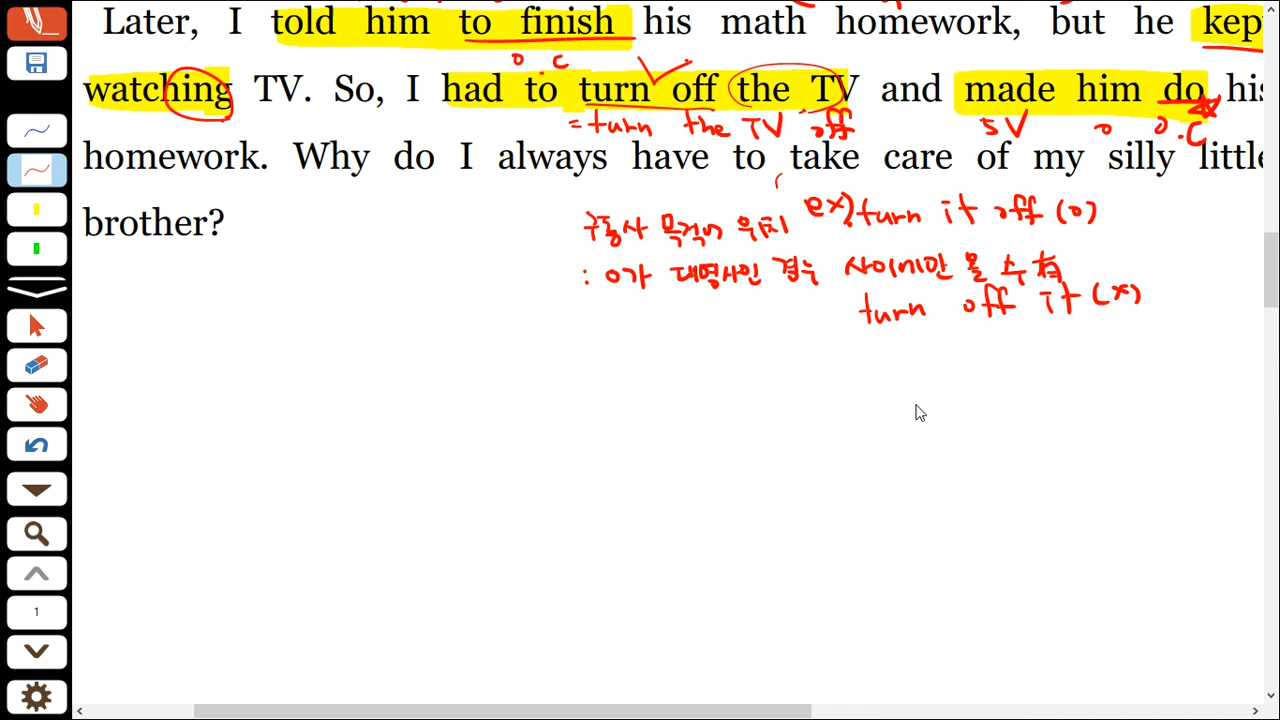 Later, I told him to finish his math homework, but he kep
o.c
watching TV. So, I had to turn off the TV and made him do his
= turn the TV off 5V o o.c
homework. Why do I always have to take care of my silly little
brother?
구동사 목적어 위치 ex) turn it off (o)
: o가 대명사인 경우 사이에만 올 수 有
turn off it (x)
1